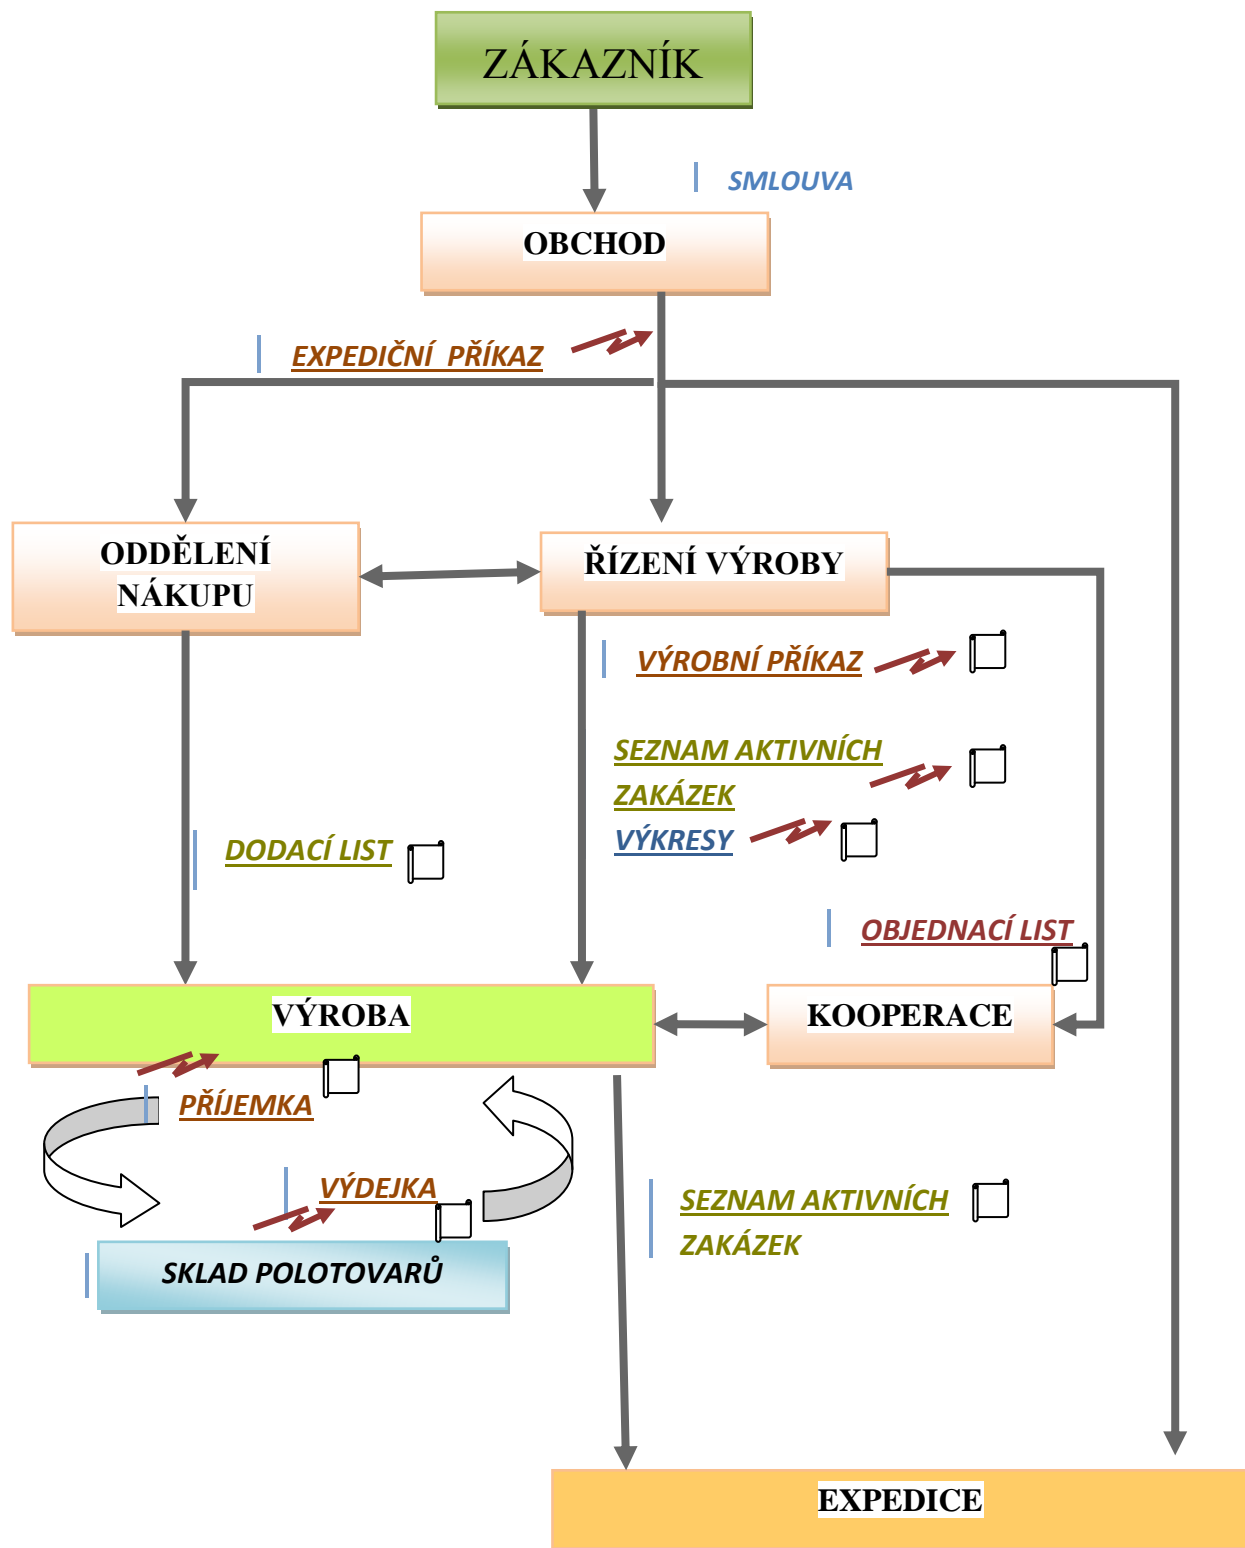 ZÁKAZNÍK
SMLOUVA
OBCHOD
EXPEDIČNÍ PŘÍKAZ
ODDĚLENÍ
NÁKUPU
ŘÍZENÍ VÝROBY
VÝROBNÍ PŘÍKAZ
SEZNAM AKTIVNÍCH
ZAKÁZEK
VÝKRESY
DODACÍ LIST
OBJEDNACÍ LIST
VÝROBA
KOOPERACE
PŘÍJEMKA
VÝDEJKA
SEZNAM AKTIVNÍCH
ZAKÁZEK
SKLAD POLOTOVARŮ
EXPEDICE